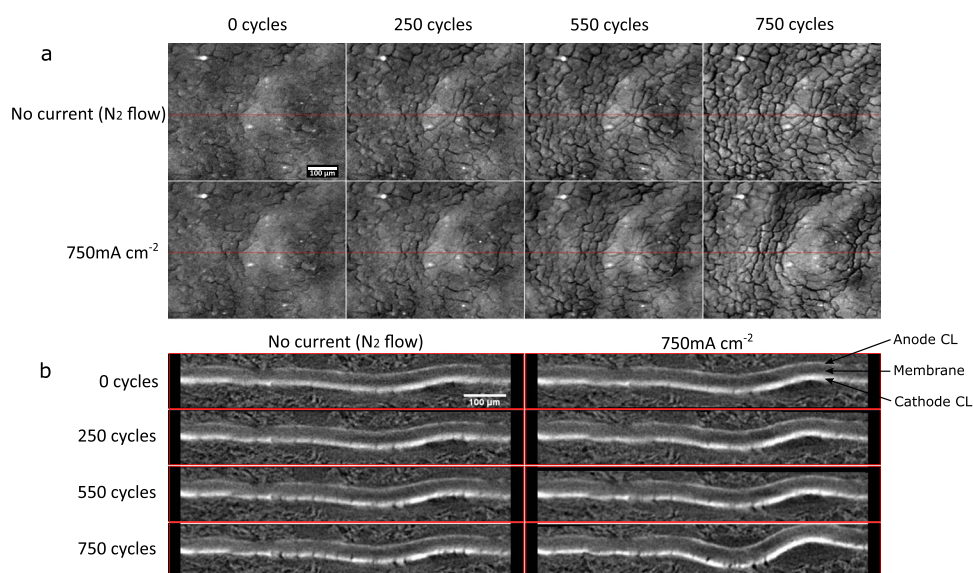 0 cycles 250 cycles 550 cycles 750 cycles
a
No current (N2 flow)
100 µm
750mA cm-2
No current (N2 flow) 750mA cm-2
Anode CL
b
Membrane
0 cycles
100 µm
Cathode CL
250 cycles
550 cycles
750 cycles